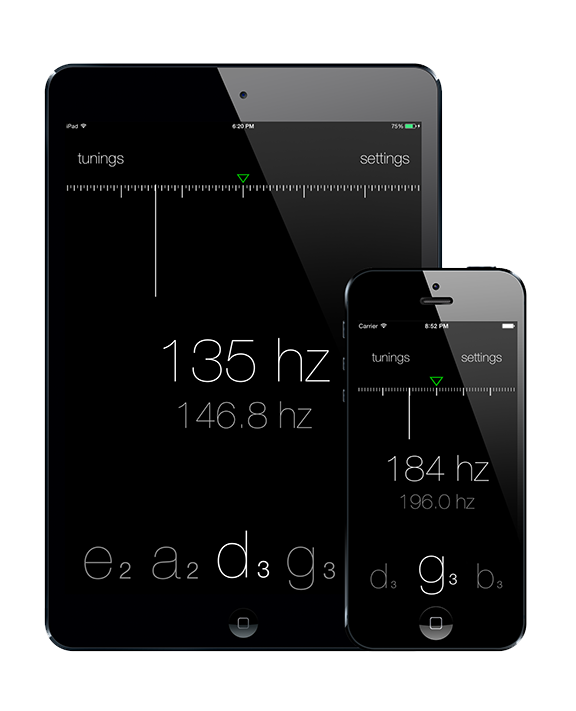 iPad 6:20 PM 75%
tunings settings
135 hz
146.8 hz
e2 a2 d3 g3
Carrier 8:52 PM
tunings settings
184 hz
196.0 hz
d3 g3 b3